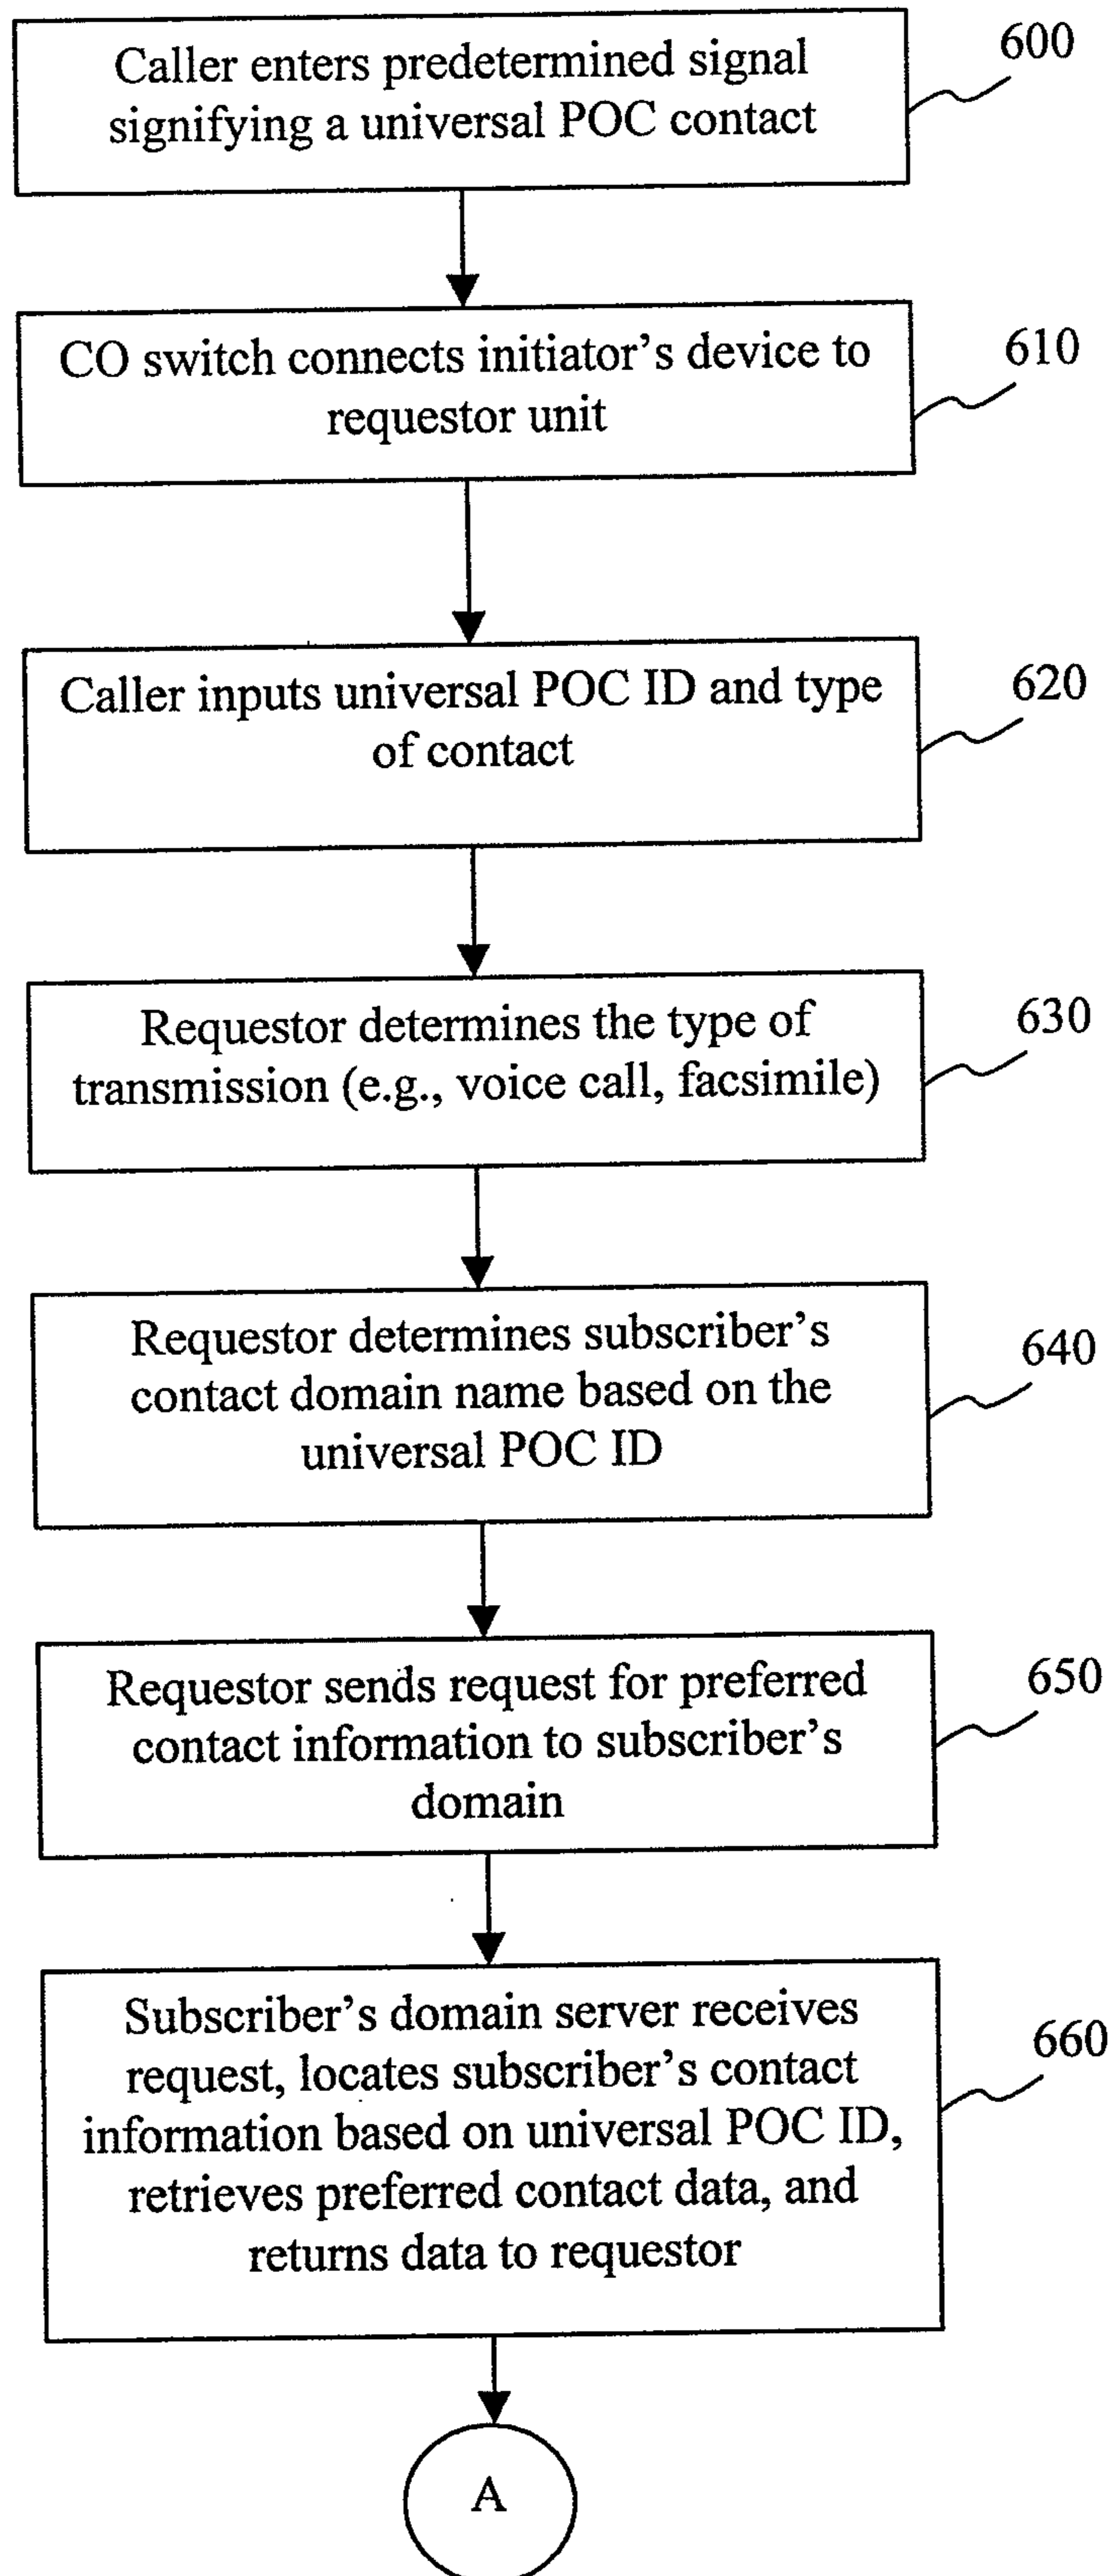 Caller enters predetermined signal
signifying a universal POC contact
600
CO switch connects initiator's device to
requestor unit
610
Caller inputs universal POC ID and type
of contact
620
Requestor determines the type of
transmission (e.g., voice call, facsimile)
630
Requestor determines subscriber's
contact domain name based on the
universal POC ID
640
Requestor sends request for preferred
contact information to subscriber's
domain
650
Subscriber's domain server receives
request, locates subscriber's contact
information based on universal POC ID,
retrieves preferred contact data, and
returns data to requestor
660
A